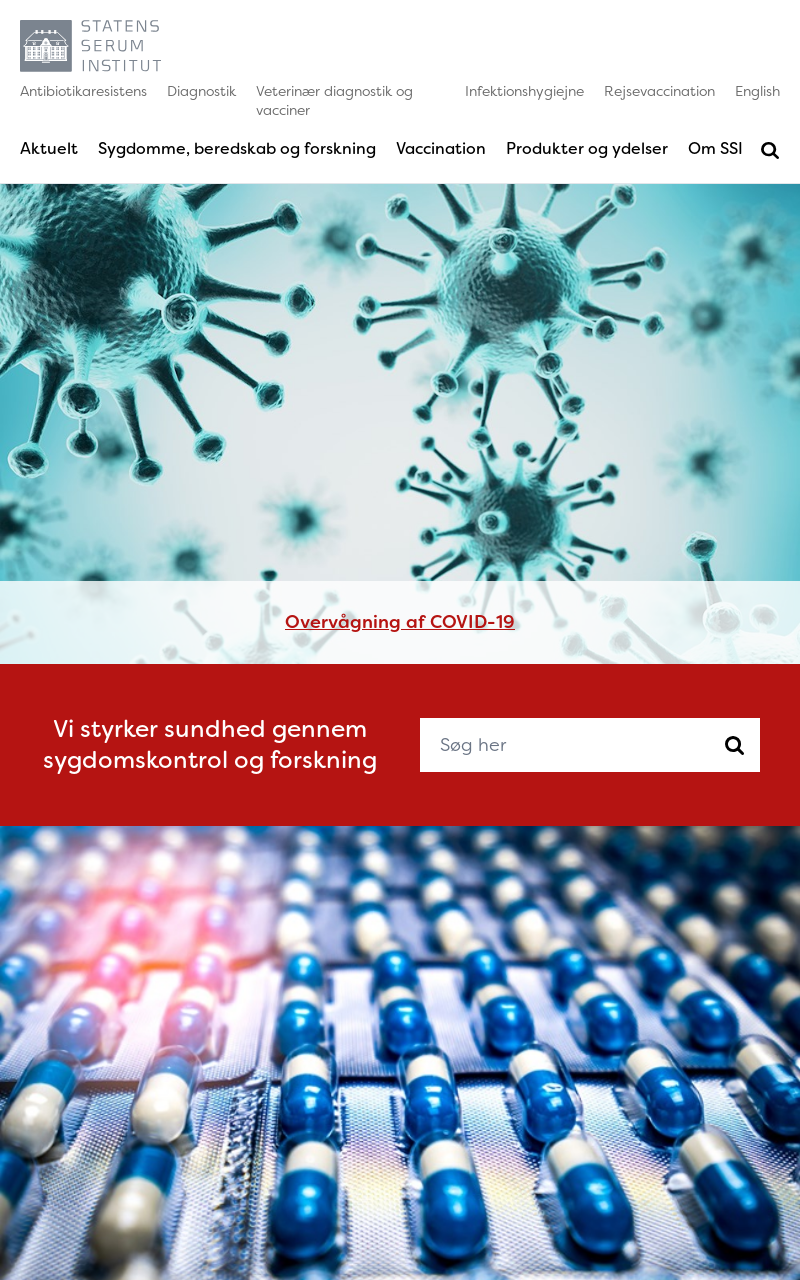 STATENS
SERUM
INSTITUT
Antibiotikaresistens Diagnostik Veterinær diagnostik og vacciner Infektionshygiejne Rejsevaccination English
Aktuelt Sygdomme, beredskab og forskning Vaccination Produkter og ydelser Om SSI
Overvågning af COVID-19
Vi styrker sundhed gennem
sygdomskontrol og forskning
Søg her